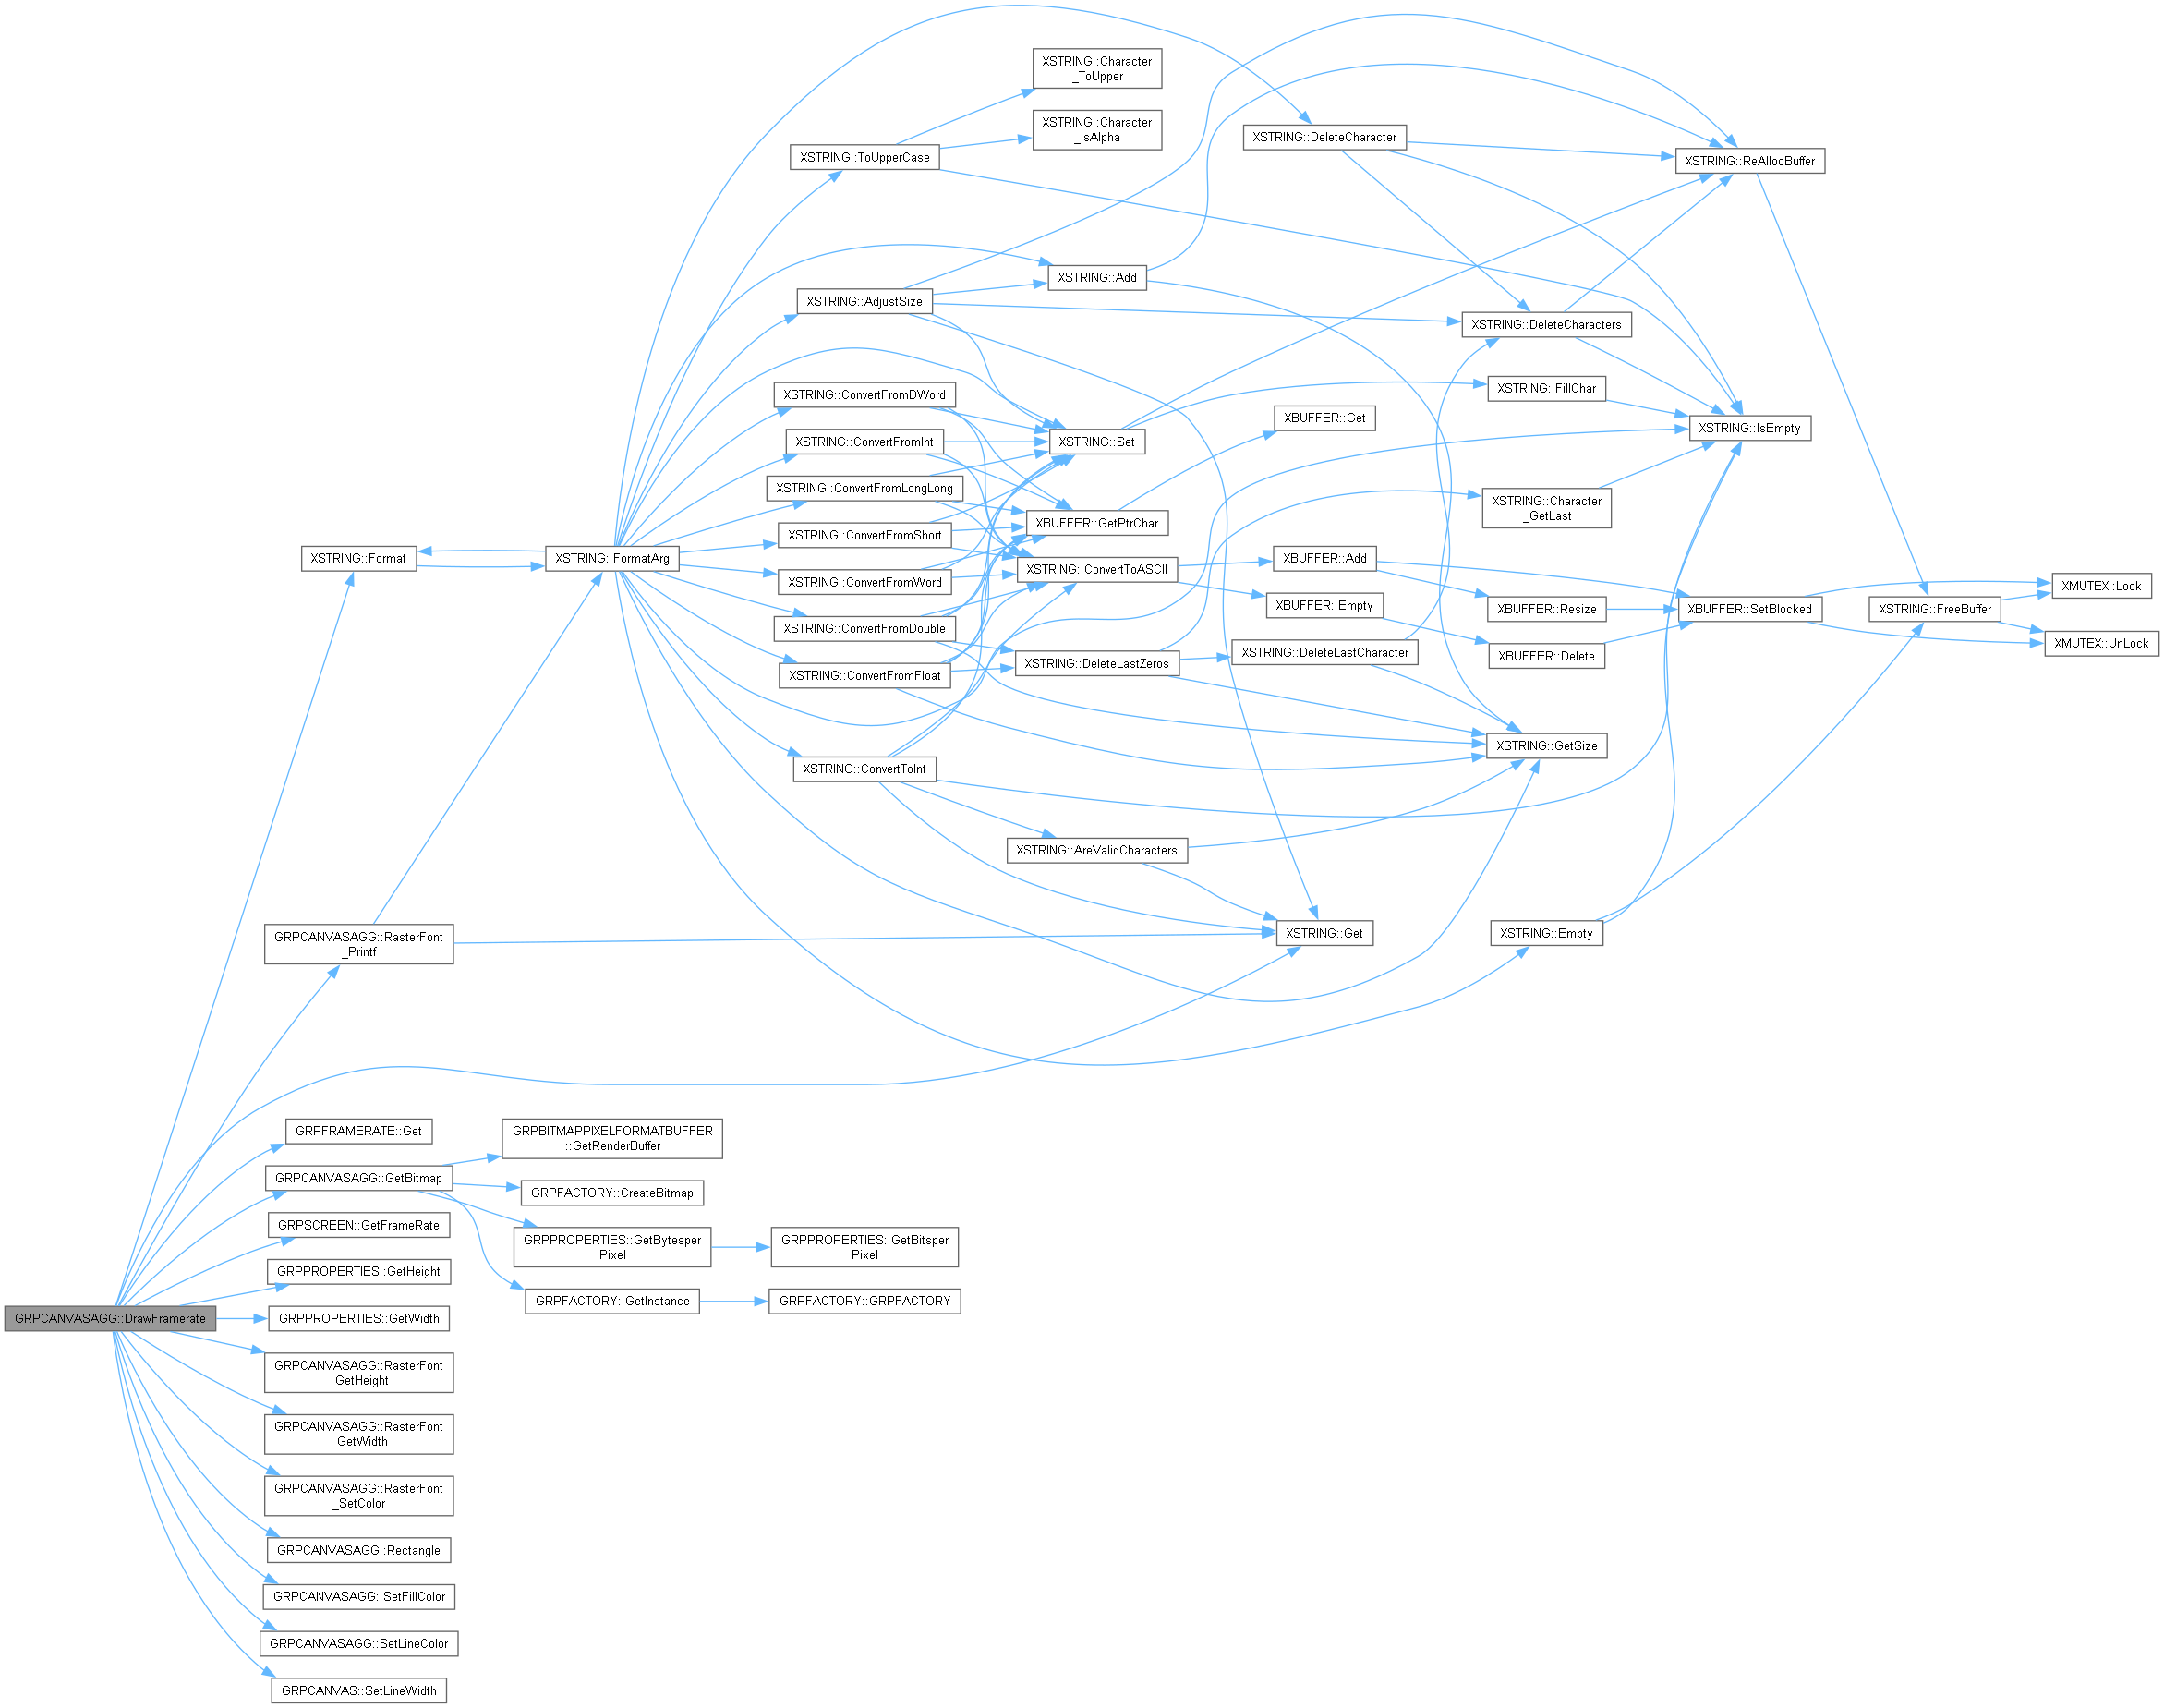 XSTRING::Character
_ToUpper
XSTRING::Character
_IsAlpha
XSTRING::DeleteCharacter
XSTRING::ToUpperCase
XSTRING::ReAllocBuffer
XSTRING::Add
XSTRING::AdjustSize
XSTRING::DeleteCharacters
XSTRING::ConvertFromDWord
XSTRING::FillChar
XBUFFER::Get
XSTRING::ConvertFromInt
XSTRING::Set
XSTRING::IsEmpty
XSTRING::ConvertFromLongLong
XSTRING::Character
_GetLast
XBUFFER::GetPtrChar
XSTRING::ConvertFromShort
XSTRING::Format
XSTRING::FormatArg
XBUFFER::Add
XSTRING::ConvertToASCII
XSTRING::ConvertFromWord
XMUTEX::Lock
XBUFFER::Empty
XBUFFER::Resize
XBUFFER::SetBlocked
XSTRING::FreeBuffer
XSTRING::ConvertFromDouble
XMUTEX::UnLock
XSTRING::DeleteLastCharacter
XBUFFER::Delete
XSTRING::DeleteLastZeros
XSTRING::ConvertFromFloat
XSTRING::GetSize
XSTRING::ConvertToInt
XSTRING::AreValidCharacters
GRPCANVASAGG::RasterFont
_Printf
XSTRING::Get
XSTRING::Empty
GRPFRAMERATE::Get
GRPBITMAPPIXELFORMATBUFFER
::GetRenderBuffer
GRPCANVASAGG::GetBitmap
GRPFACTORY::CreateBitmap
GRPSCREEN::GetFrameRate
GRPPROPERTIES::GetBytesper
Pixel
GRPPROPERTIES::GetBitsper
Pixel
GRPPROPERTIES::GetHeight
GRPFACTORY::GetInstance
GRPFACTORY::GRPFACTORY
GRPCANVASAGG::DrawFramerate
GRPPROPERTIES::GetWidth
GRPCANVASAGG::RasterFont
_GetHeight
GRPCANVASAGG::RasterFont
_GetWidth
GRPCANVASAGG::RasterFont
_SetColor
GRPCANVASAGG::Rectangle
GRPCANVASAGG::SetFillColor
GRPCANVASAGG::SetLineColor
GRPCANVAS::SetLineWidth